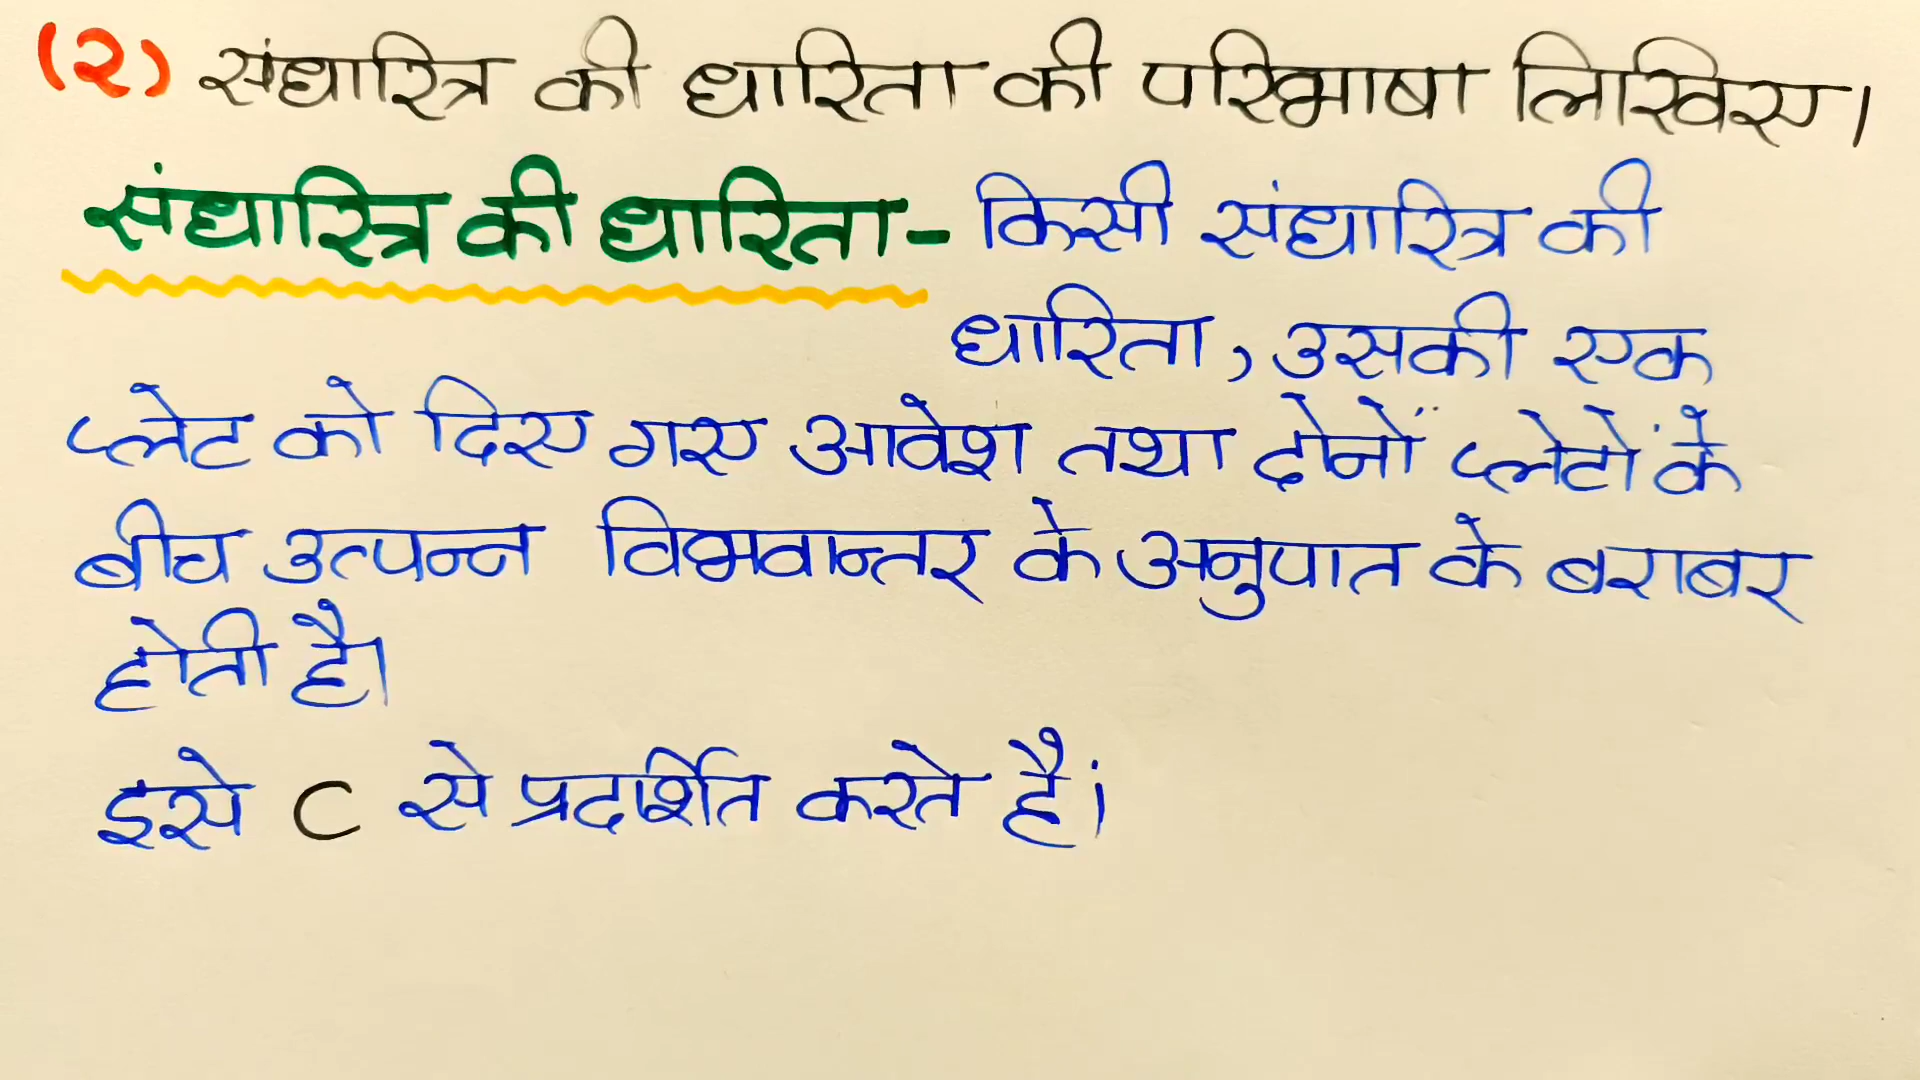 (२) संधारित्र की धारिता की परिभाषा लिखिए।
संधारित्र की धारिता - किसी संधारित्र की
धारिता, उसकी एक
प्लेट को दिए गए आवेश तथा दोनों प्लेटों के
बीच उत्पन्न विभवान्तर के अनुपात के बराबर
होती है।
इसे C से प्रदर्शित करते हैं।